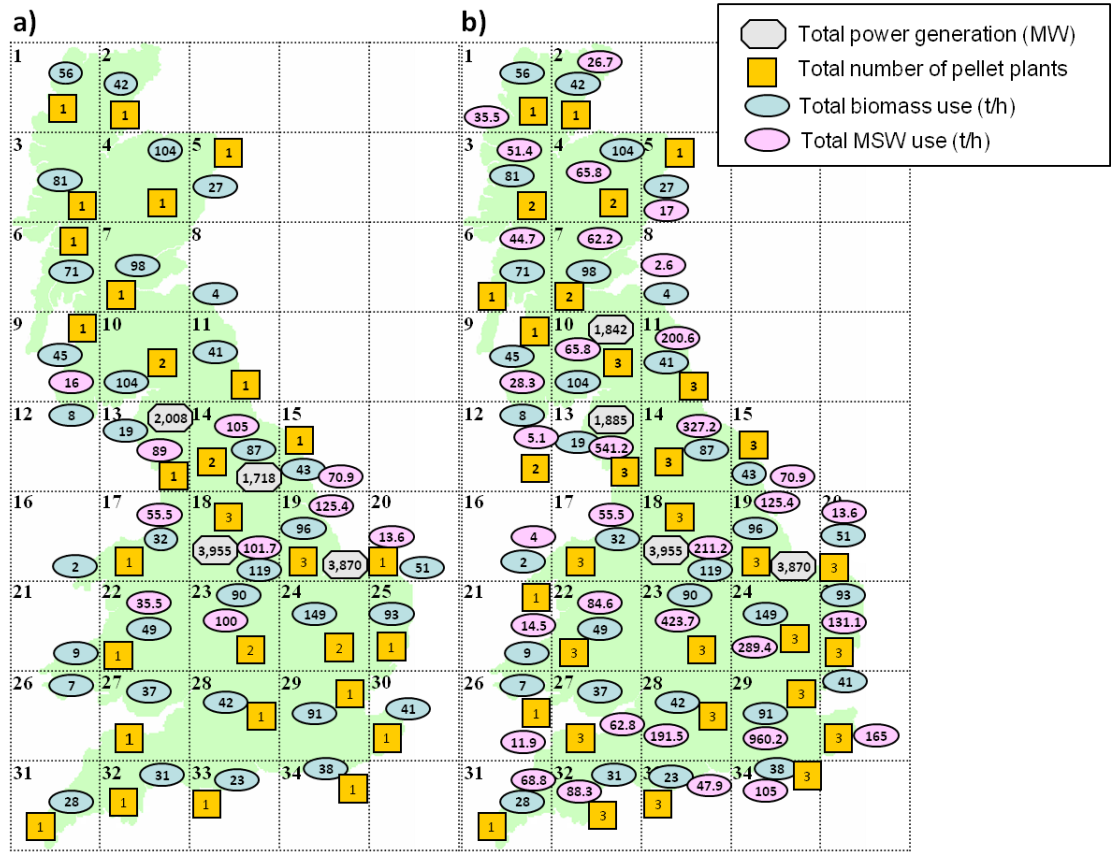 a)
b)
Total power generation (MW)
Total number of pellet plants
Total biomass use (t/h)
Total MSW use (t/h)
1 56 1 2 42 1
3 81 1 4 104 1 5 1 27
6 1 71 7 98 1 8 4
9 1 45 16 10 2 104 11 41 1
12 8 13 19 2,008 89 1 14 105 2 87 1,718 15 1 43 70.9
16 2 17 55.5 32 1 18 3 3,955 101.7 119 19 125.4 96 3 3,870 20 13.6 1 51
21 9 22 35.5 49 1 23 90 100 2 24 149 2 25 93 1
26 7 27 37 1 28 42 1 29 1 91 30 41 1
31 28 1 32 31 1 33 23 1 34 38 1
1 56 35.5 1 2 26.7 42 1
3 51.4 81 2 4 104 65.8 2 5 1 27 17
6 44.7 71 1 7 62.2 98 2 8 2.6 4
9 1 45 28.3 10 1,842 65.8 3 104 11 200.6 41 3
12 8 5.1 2 13 1,885 19 541.2 3 14 327.2 87 3 15 3 43 70.9
16 4 2 17 55.5 32 3 18 3 3,955 211.2 119 19 125.4 96 3 3,870 20 13.6 51 3
21 1 14.5 9 22 84.6 49 3 23 90 423.7 3 24 149 289.4 3 93 131.1 3
26 7 1 11.9 27 37 62.8 3 28 42 191.5 3 29 3 91 960.2 41 3 165
31 68.8 28 1 32 31 88.3 3 3 23 47.9 3 34 38 105 3